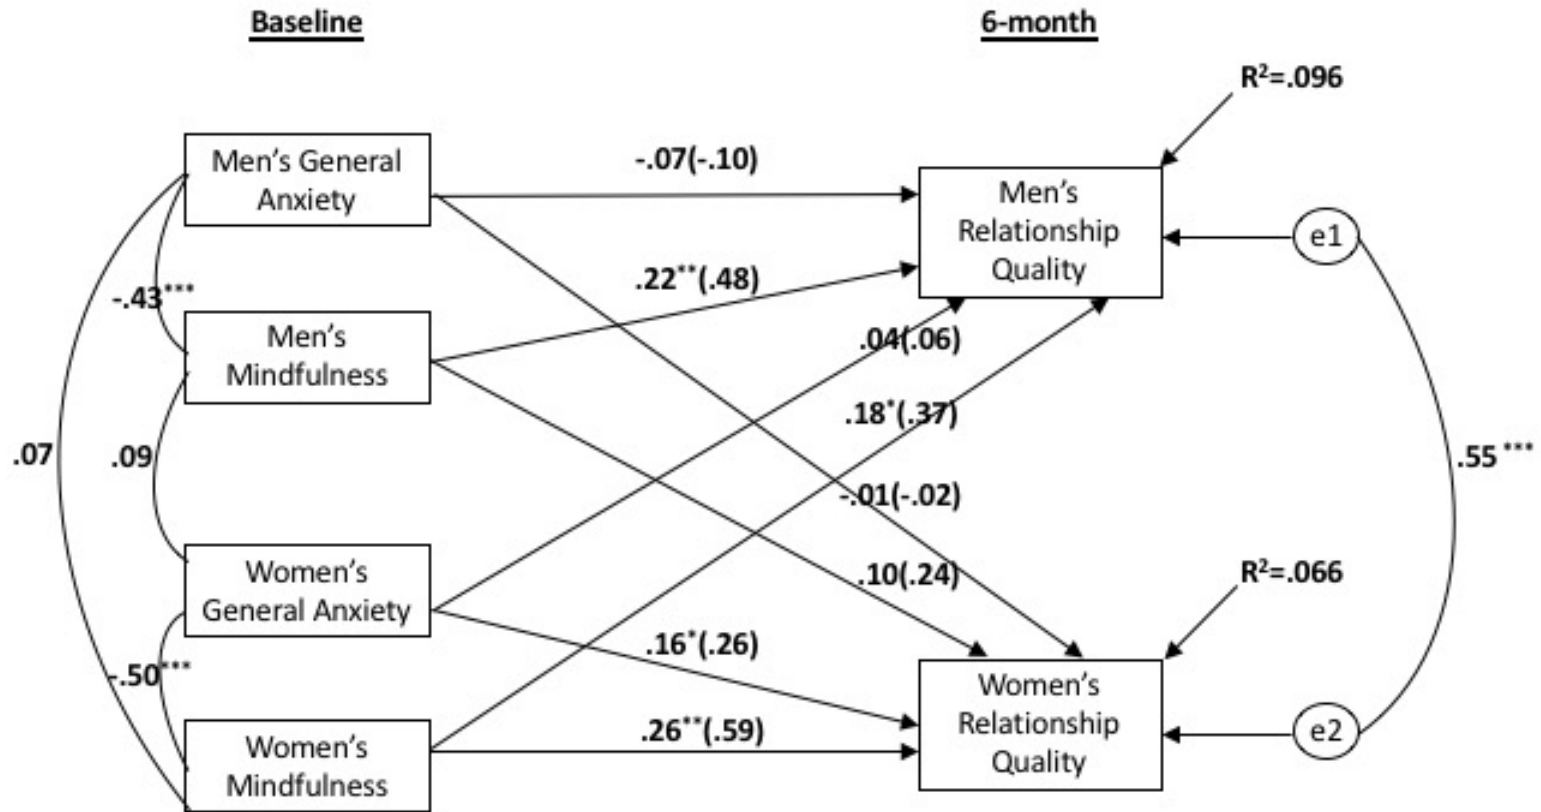 Baseline
6-month
R²=.096
Men's General
Anxiety
-.07(-.10)
Men's
Relationship
Quality
e1
.22**(.48)
-.43***
Men's
Mindfulness
.04(.06)
.18*(.37)
.07
.09
.55 ***
-.01(-.02)
Women's
General Anxiety
.10(.24)
R²=.066
.16*(.26)
-.50***
Women's
Relationship
Quality
e2
.26**(.59)
Women's
Mindfulness